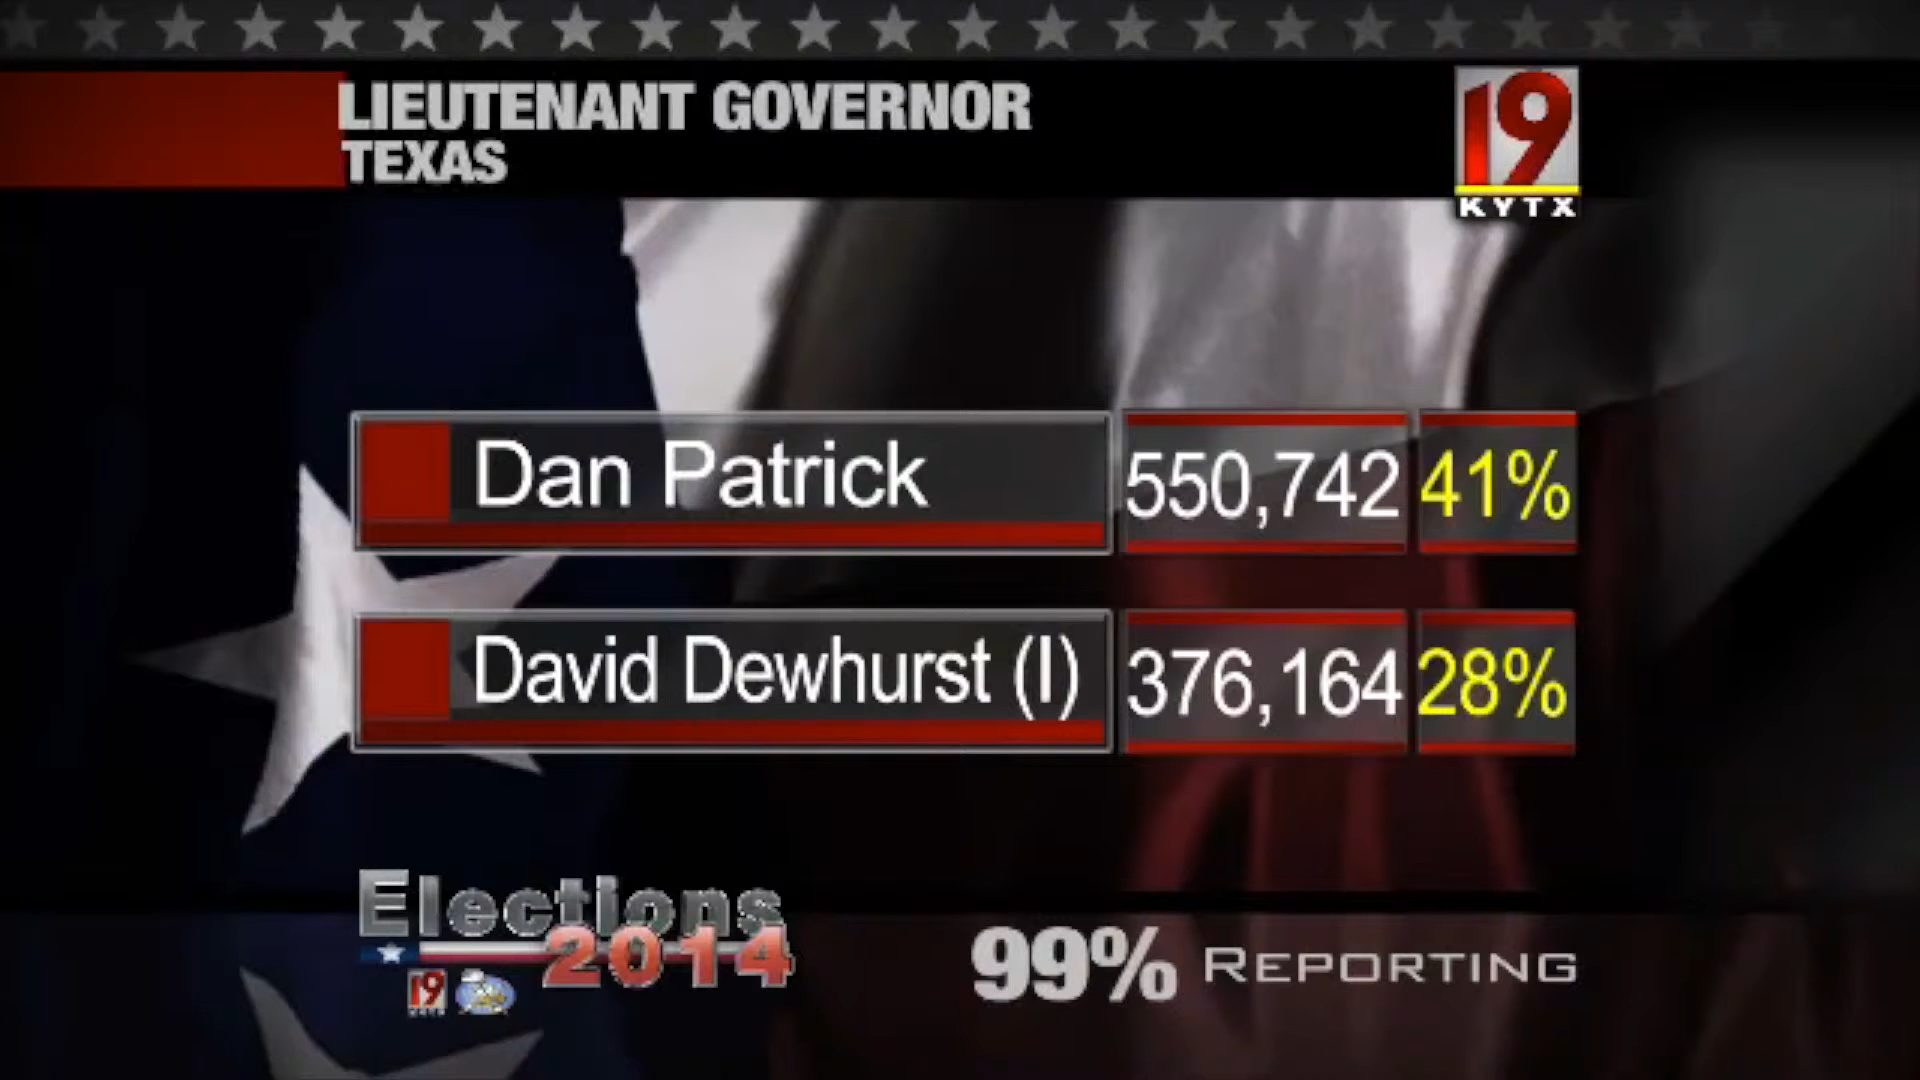 LIEUTENANT GOVERNOR
TEXAS
19
KYTX
Dan Patrick 550,742 41%
David Dewhurst (I) 376,164 28%
Elections
2014
19
99% REPORTING